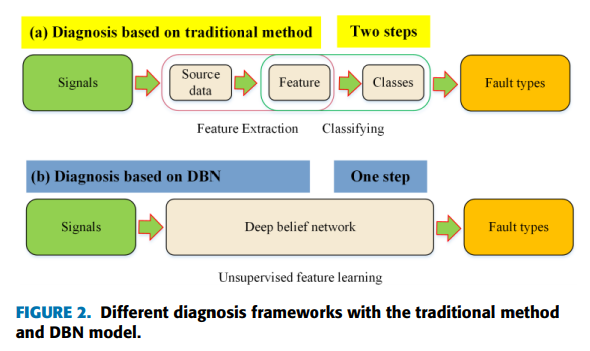 (a) Diagnosis based on traditional method Two steps
Signals
Source
data
Feature
Classes
Fault types
Feature Extraction Classifying
(b) Diagnosis based on DBN One step
Signals
Deep belief network
Fault types
Unsupervised feature learning
FIGURE 2. Different diagnosis frameworks with the traditional method
and DBN model.